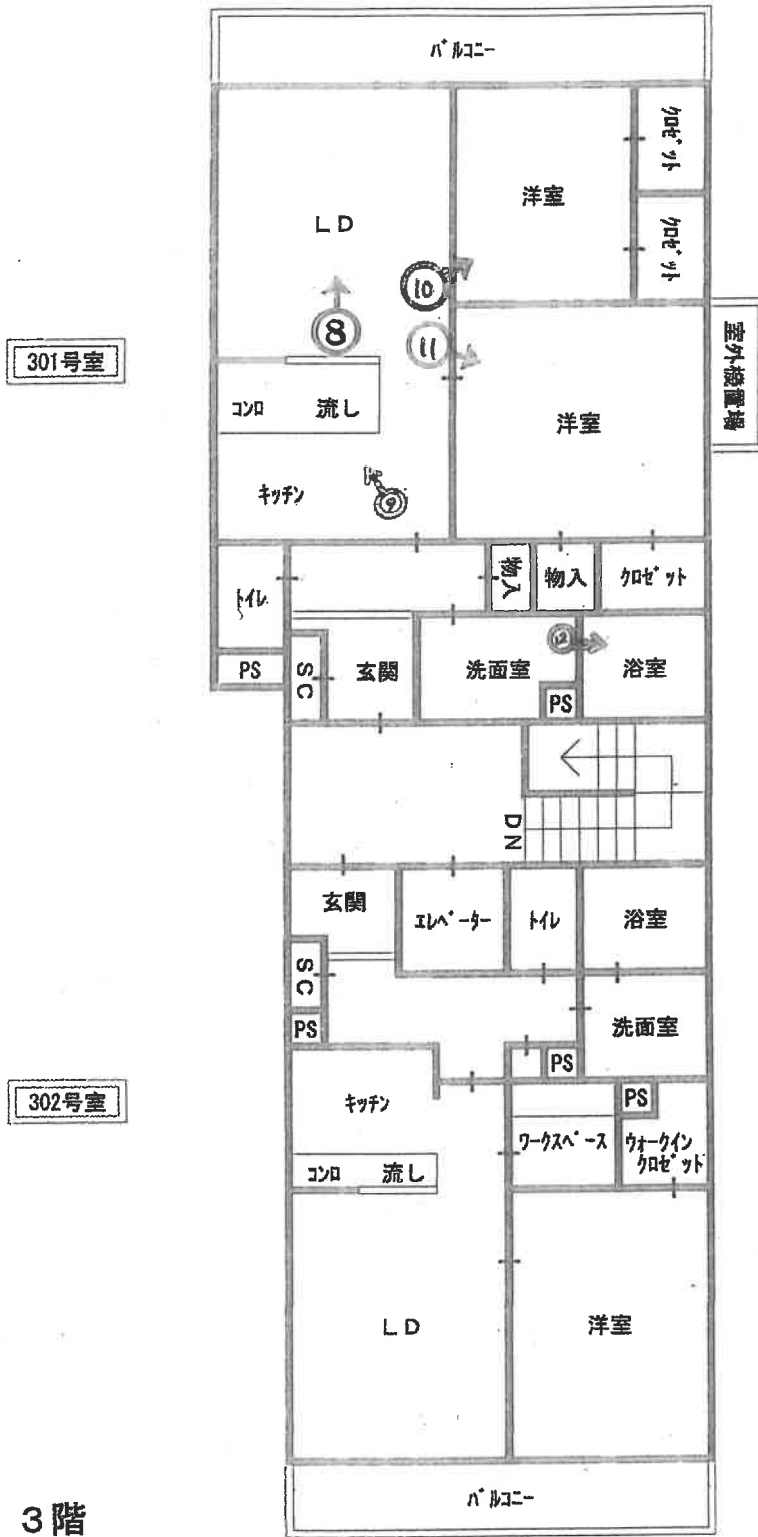 バルコニー
クロゼット
洋室
LD
クロゼット
10
8
11
301号室
室外機置場
コンロ 流し
洋室
キッチン
9
トイレ
物入
物入
クロゼット
12
PS
SC
玄関
洗面室
浴室
PS
DN
玄関
エレベーター
トイレ
浴室
SC
PS
洗面室
PS
302号室
キッチン
PS
ワークスペース
ウォークイン
クロゼット
コンロ 流し
LD
洋室
バルコニー
3階